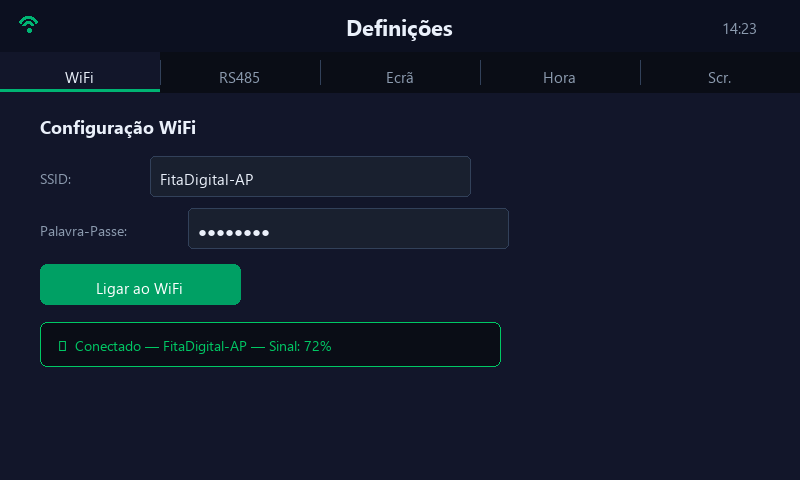 Definições
14:23
WiFi
RS485
Ecrã
Hora
Scr.
Configuração WiFi
SSID:
FitaDigital-AP
Palavra-Passe:
●●●●●●●●
Ligar ao WiFi
Conectado — FitaDigital-AP — Sinal: 72%